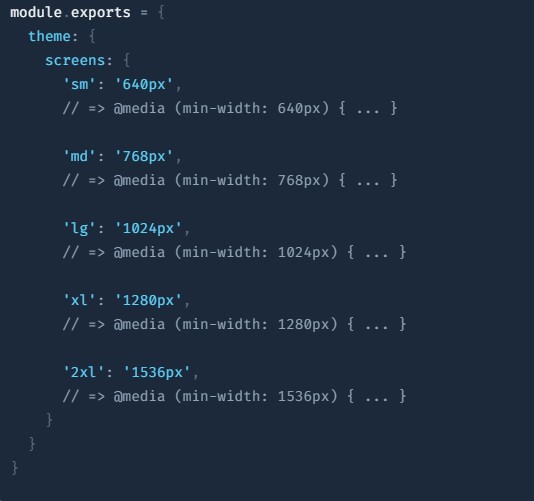 module.exports = {
  theme: {
    screens: {
      'sm': '640px',
      // => @media (min-width: 640px) { ... }
      'md': '768px',
      // => @media (min-width: 768px) { ... }
      'lg': '1024px',
      // => @media (min-width: 1024px) { ... }
      'xl': '1280px',
      // => @media (min-width: 1280px) { ... }
      '2xl': '1536px',
      // => @media (min-width: 1536px) { ... }
    }
  }
}